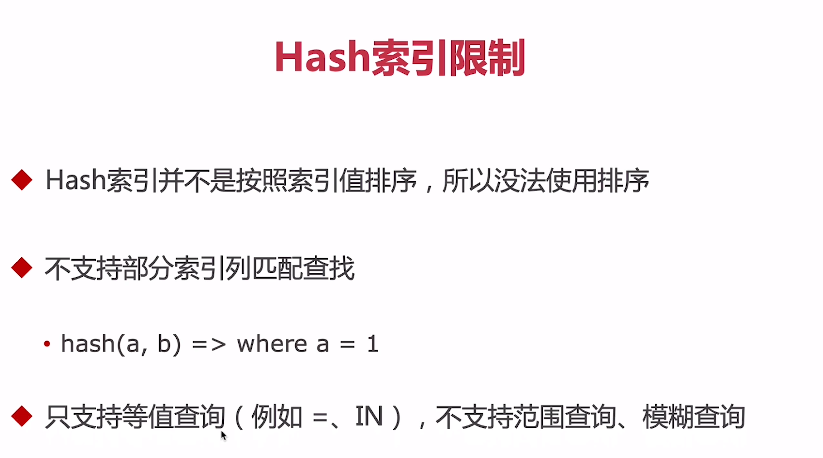 Hash索引限制
Hash索引并不是按照索引值排序，所以没法使用排序
不支持部分索引列匹配查找
hash(a, b) => where a = 1
只支持等值查询（例如 =、IN），不支持范围查询、模糊查询